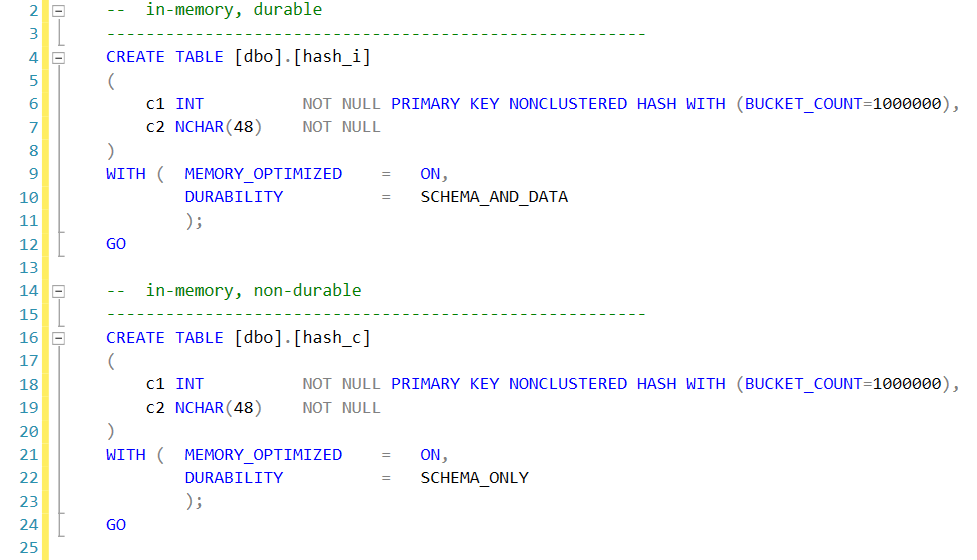 2 --  in-memory, durable
3 -------------------------------------------------------
4 CREATE TABLE [dbo].[hash_i]
5 (
6     c1 INT          NOT NULL PRIMARY KEY NONCLUSTERED HASH WITH (BUCKET_COUNT=1000000),
7     c2 NCHAR(48)    NOT NULL
8 )
9 WITH (  MEMORY_OPTIMIZED    =   ON,
10         DURABILITY          =   SCHEMA_AND_DATA
11         );
12 GO
13
14 --  in-memory, non-durable
15 -------------------------------------------------------
16 CREATE TABLE [dbo].[hash_c]
17 (
18     c1 INT          NOT NULL PRIMARY KEY NONCLUSTERED HASH WITH (BUCKET_COUNT=1000000),
19     c2 NCHAR(48)    NOT NULL
20 )
21 WITH (  MEMORY_OPTIMIZED    =   ON,
22         DURABILITY          =   SCHEMA_ONLY
23         );
24 GO
25